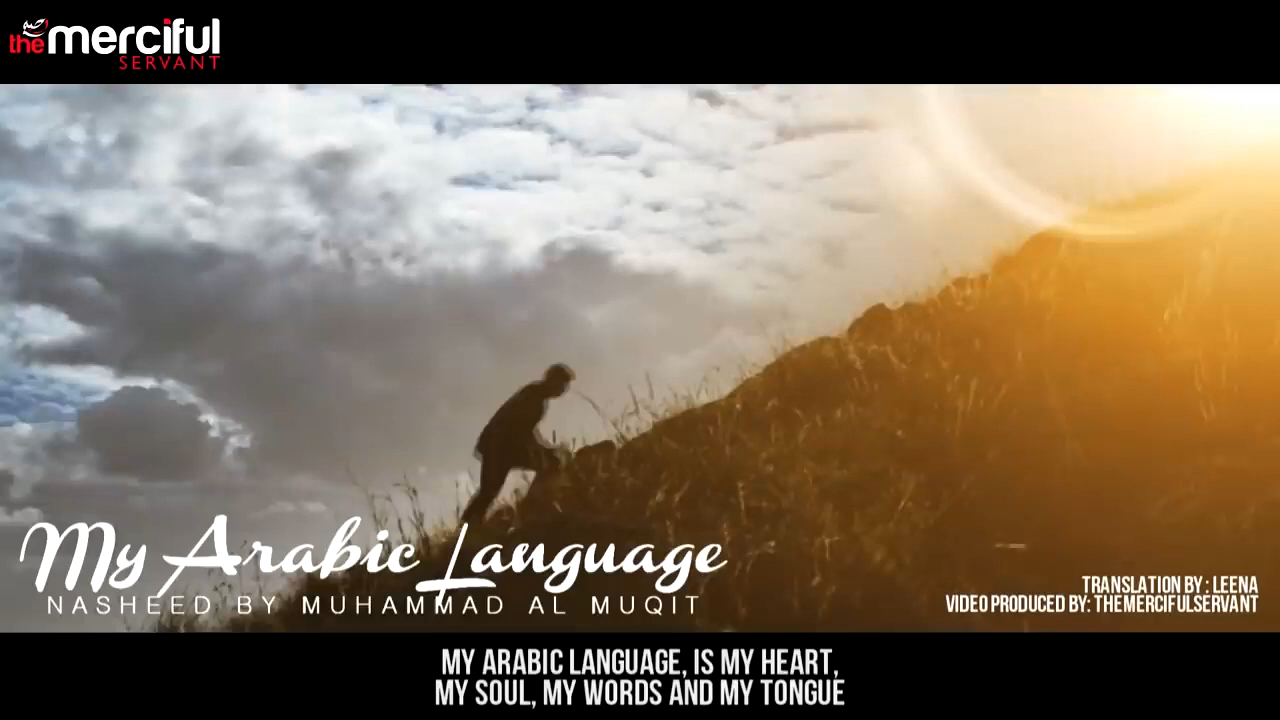 the merciful
SERVANT
My Arabic Language
NASHEED BY MUHAMMAD AL MUQIT
TRANSLATION BY : LEENA
VIDEO PRODUCED BY: THEMERCIFULSERVANT
MY ARABIC LANGUAGE, IS MY HEART,
MY SOUL, MY WORDS AND MY TONGUE